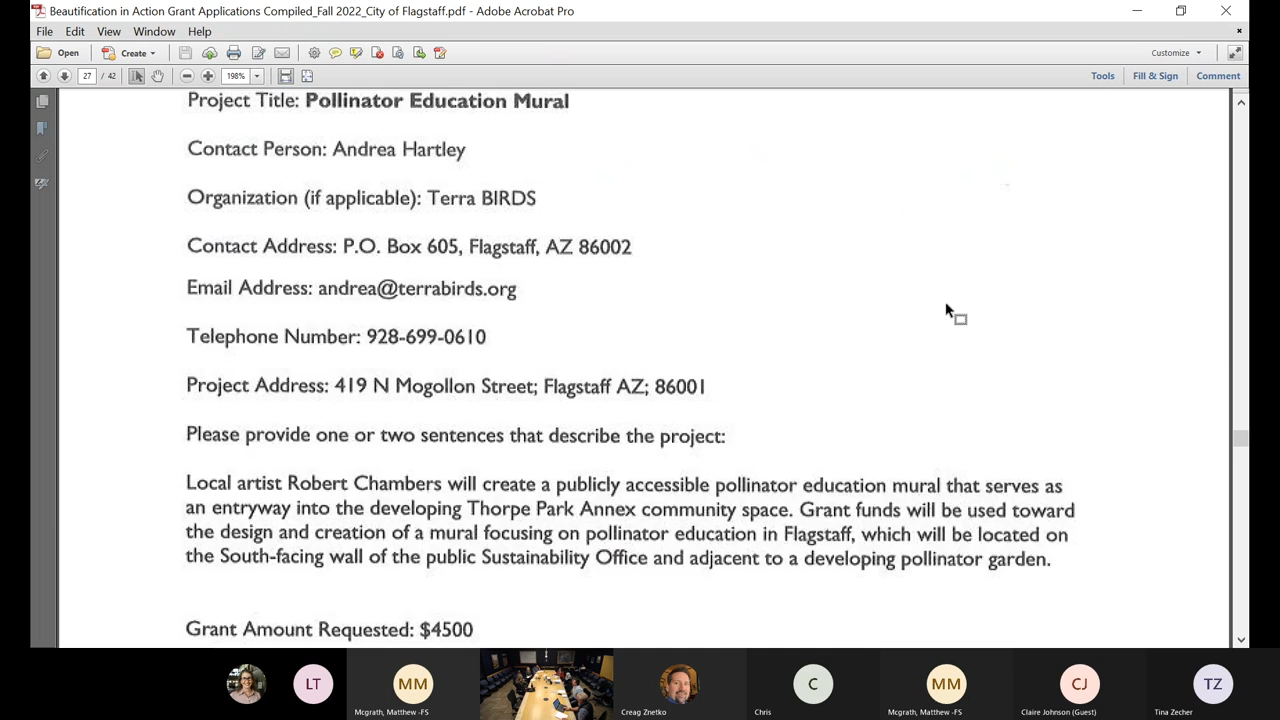 Beautification in Action Grant Applications Compiled_Fall 2022_City of Flagstaff.pdf - Adobe Acrobat Pro
File Edit View Window Help
Open Create Customize
27 / 42 198% Tools Fill & Sign Comment
Project Title: Pollinator Education Mural
Contact Person: Andrea Hartley
Organization (if applicable): Terra BIRDS
Contact Address: P.O. Box 605, Flagstaff, AZ 86002
Email Address: andrea@terrabirds.org
Telephone Number: 928-699-0610
Project Address: 419 N Mogollon Street; Flagstaff AZ; 86001
Please provide one or two sentences that describe the project:
Local artist Robert Chambers will create a publicly accessible pollinator education mural that serves as
an entryway into the developing Thorpe Park Annex community space. Grant funds will be used toward
the design and creation of a mural focusing on pollinator education in Flagstaff, which will be located on
the South-facing wall of the public Sustainability Office and adjacent to a developing pollinator garden.
Grant Amount Requested: $4500
LT MM C MM CJ TZ
Mcgrath, Matthew -FS Creag Znetko Chris Mcgrath, Matthew -FS Claire Johnson (Guest) Tina Zecher